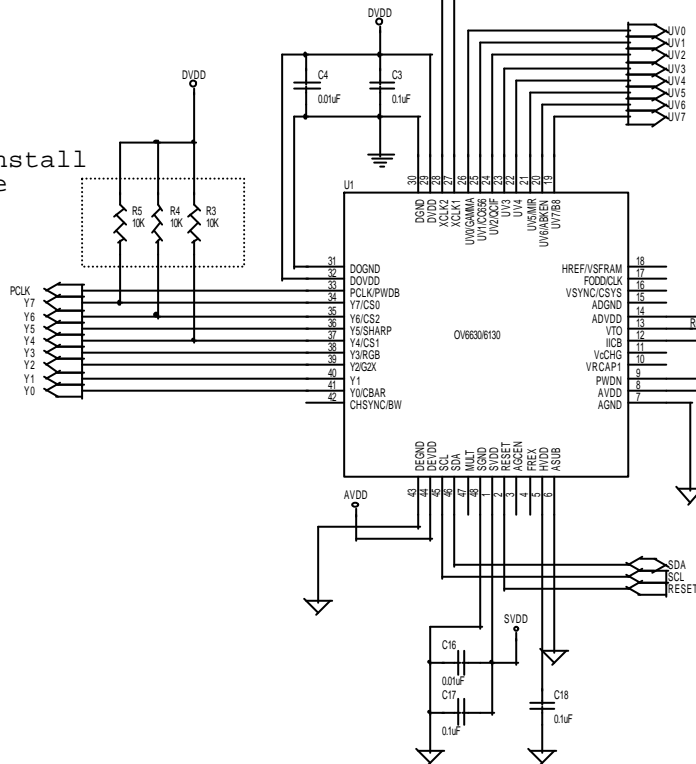 DVDD
UV0
UV1
UV2
UV3
UV4
UV5
UV6
UV7
C4
0.01uF
C3
0.1uF
DVDD
nstall
e
R5
10K
R4
10K
R3
10K
U1
30
29
28
27
26
25
24
23
22
21
20
19
DGND
DVDD
XCLK2
XCLK1
UV0/GAMMA
UV1/CC656
UV2/QCIF
UV3
UV4
UV5/MIR
UV6/ABKEN
UV7/B8
PCLK
Y7
Y6
Y5
Y4
Y3
Y2
Y1
Y0
31
32
33
34
35
36
37
38
39
40
41
42
DOGND
DOVDD
PCLK/PWDB
Y7/CS0
Y6/CS2
Y5/SHARP
Y4/CS1
Y3/RGB
Y2/G2X
Y1
Y0/CBAR
CHSYNC/BW
OV6630/6130
HREF/VSFRAM
FODD/CLK
VSYNC/CSYS
ADGND
ADVDD
VTO
IICB
VcCHG
VRCAP1
PWDN
AVDD
AGND
18
17
16
15
14
13
12
11
10
9
8
7
R
DEGND
DEVDD
SCL
SDA
MULT
SGND
SVDD
RESET
AGCEN
FREX
HVDD
ASUB
43
44
45
46
47
48
1
2
3
4
5
6
AVDD
SDA
SCL
RESET
SVDD
C16
0.01uF
C17
0.1uF
C18
0.1uF